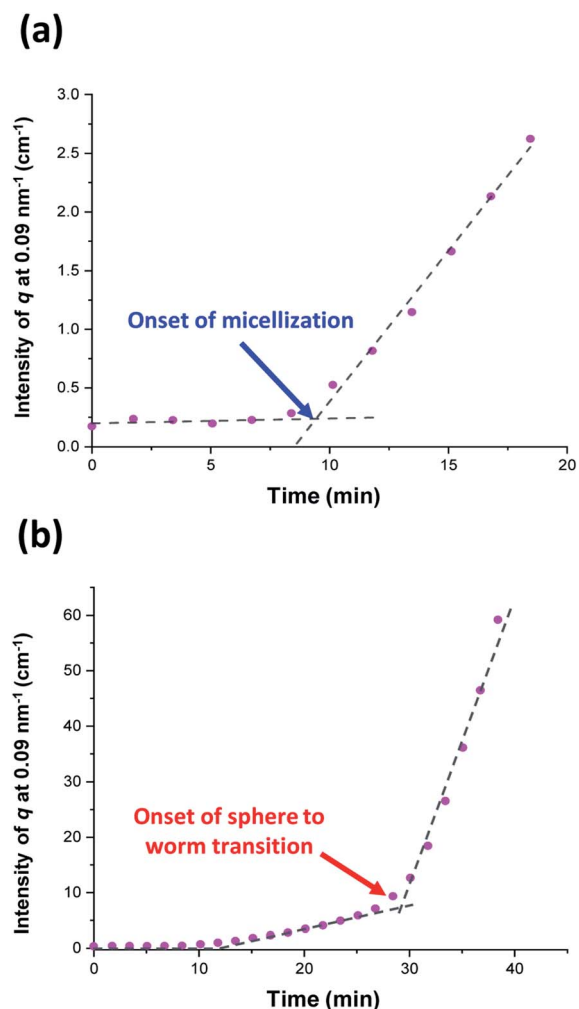 (a)
Intensity of q at 0.09 nm⁻¹ (cm⁻¹)
3.0
2.5
2.0
1.5
1.0
0.5
0.0
Onset of micellization
0 5 10 15 20
Time (min)
(b)
Intensity of q at 0.09 nm⁻¹ (cm⁻¹)
60
50
40
30
20
10
0
Onset of sphere to
worm transition
0 10 20 30 40
Time (min)